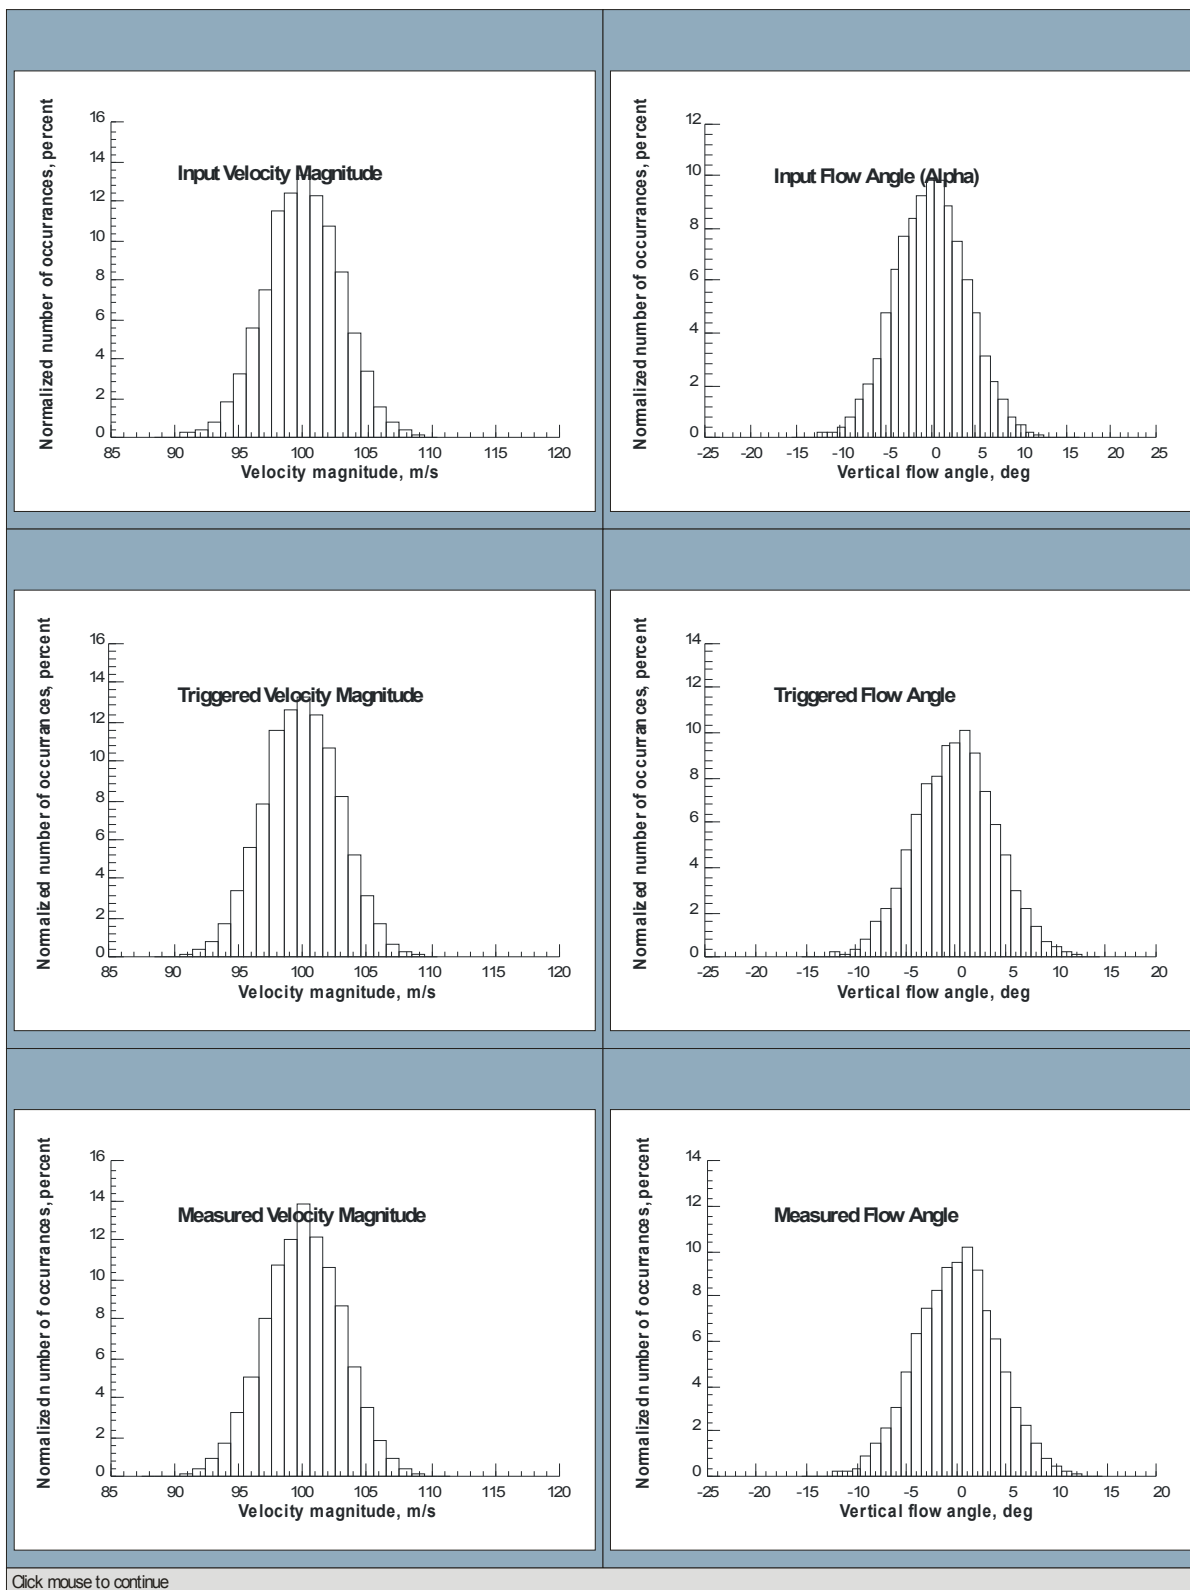 Normalized number of occurrances, percent
16
14
12
10
8
6
4
2
0
Input Velocity Magnitude
85 90 95 100 105 110 115 120
Velocity magnitude, m/s
Normalized number of occurrances, percent
12
10
8
6
4
2
0
Input Flow Angle (Alpha)
-25 -20 -15 -10 -5 0 5 10 15 20 25
Vertical flow angle, deg
Normalized number of occurrances, percent
16
14
12
10
8
6
4
2
0
Triggered Velocity Magnitude
85 90 95 100 105 110 115 120
Velocity magnitude, m/s
Normalized number of occurrances, percent
14
12
10
8
6
4
2
0
Triggered Flow Angle
-25 -20 -15 -10 -5 0 5 10 15 20
Vertical flow angle, deg
Normalized number of occurrances, percent
16
14
12
10
8
6
4
2
0
Measured Velocity Magnitude
85 90 95 100 105 110 115 120
Velocity magnitude, m/s
Normalized number of occurrances, percent
14
12
10
8
6
4
2
0
Measured Flow Angle
-25 -20 -15 -10 -5 0 5 10 15 20
Vertical flow angle, deg
Click mouse to continue